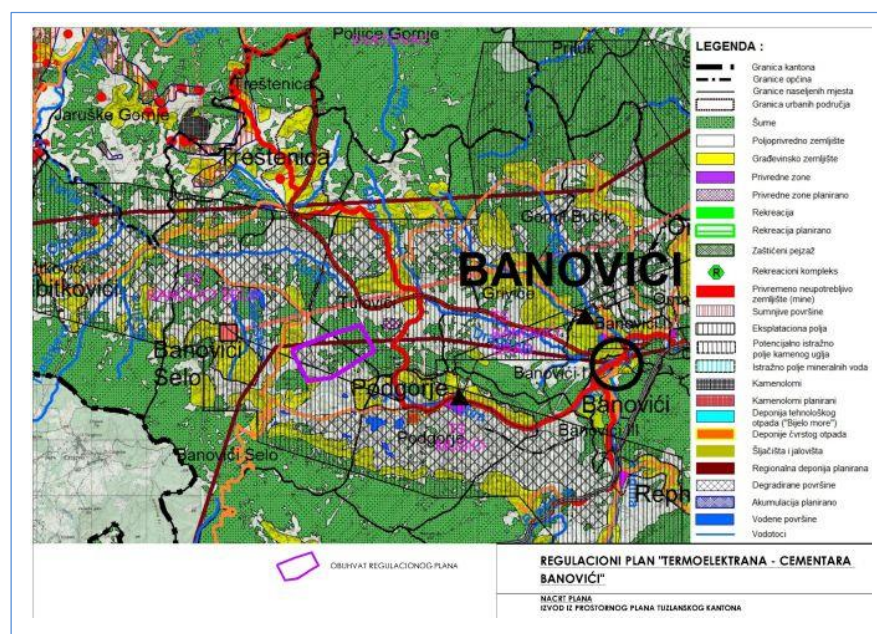 Poljice Gornje
Priluk
Treštenica
Jaruške Gornje
Treštenica
Gornji Bučik
BANOVIĆI
Grivice
Banovići
Selo
Banovići II
Podgorje
Banovići
Podgorje
Banovići III
Banovići Selo
LEGENDA :
Granica kantona
Granice općina
Granice naseljenih mjesta
Granica urbanih područja
Šume
Poljoprivredno zemljište
Građevinsko zemljište
Privredne zone
Privredne zone planirano
Rekreacija
Rekreacija planirano
Zaštićeni pejzaž
R
Rekreacioni kompleks
Privremeno neupotrebljivo
zemljište (mine)
Sumnjive površine
Eksploataciona polja
Potencijalno istražno
polje kamenog uglja
Istražno polje mineralnih voda
Kamenolomi
Kamenolomi planirani
Deponija tehnološkog
otpada ("Bijelo more")
Deponije čvrstog otpada
Šljačišta i jalovišta
Regionalna deponija planirana
Degradirane površine
Akumulacija planirano
Vodene površine
Vodotoci
OBUHVAT REGULACIONOG PLANA
REGULACIONI PLAN "TERMOELEKTRANA - CEMENTARA
BANOVIĆI"
NACRT PLANA
IZVOD IZ PROSTORNOG PLANA TUZLANSKOG KANTONA